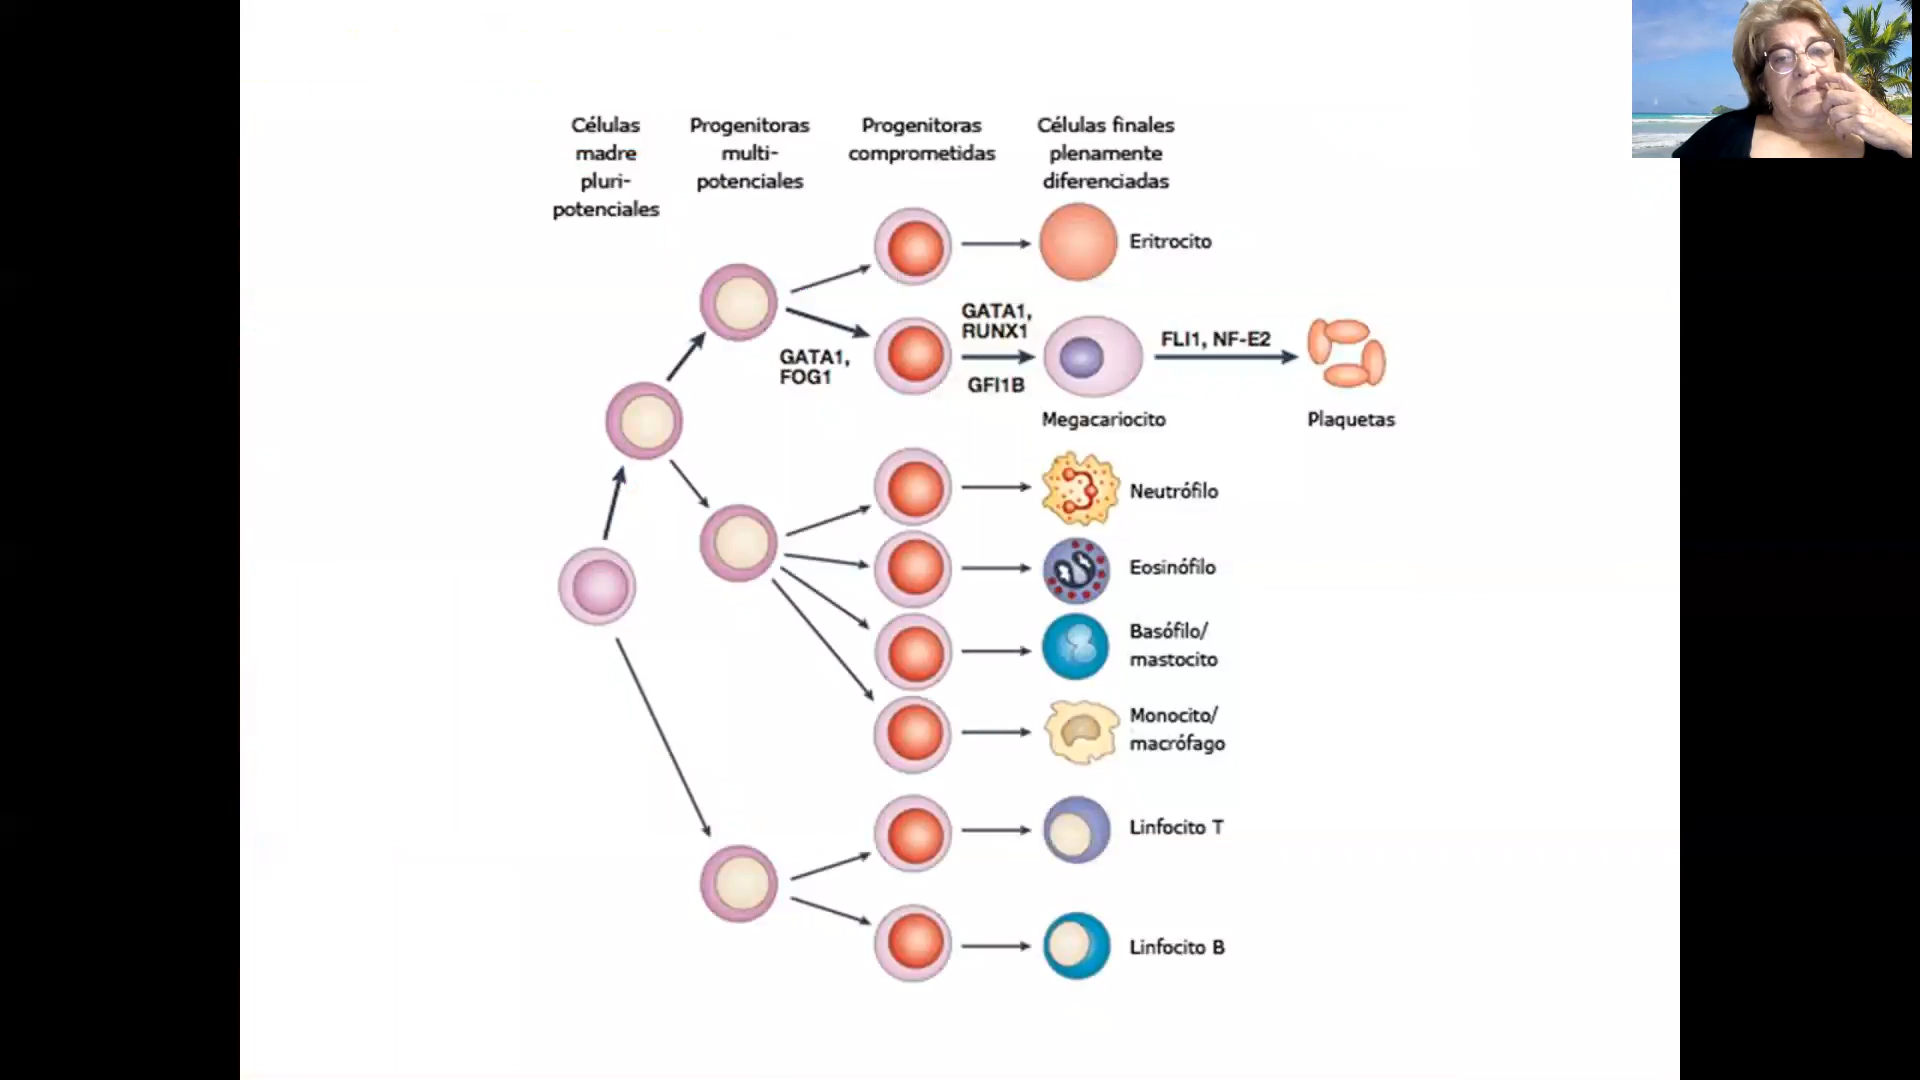 Células
madre
pluri-
potenciales
Progenitoras
multi-
potenciales
Progenitoras
comprometidas
Células finales
plenamente
diferenciadas
Eritrocito
GATA1,
FOG1
GATA1,
RUNX1
GFI1B
FLI1, NF-E2
Megacariocito
Plaquetas
Neutrófilo
Eosinófilo
Basófilo/
mastocito
Monocito/
macrófago
Linfocito T
Linfocito B